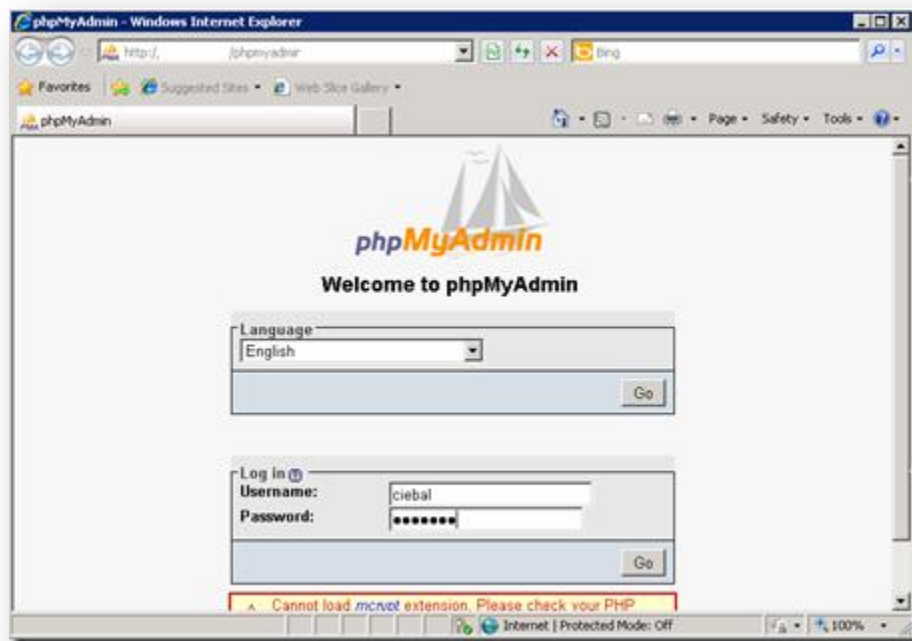 phpMyAdmin - Windows Internet Explorer
http://, /phpmyadmin
Bing
Favorites Suggested Sites Web Slice Gallery
phpMyAdmin Page Safety Tools
phpMyAdmin
Welcome to phpMyAdmin
Language
English
Go
Log in
Username: ciebal
Password: •••••••
Go
Cannot load mcrypt extension. Please check your PHP
Internet | Protected Mode: Off 100%